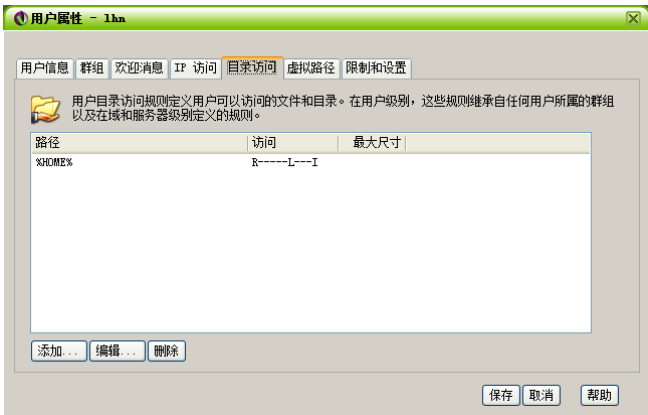 用户属性 - lhn
用户信息 群组 欢迎消息 IP 访问 目录访问 虚拟路径 限制和设置
用户目录访问规则定义用户可以访问的文件和目录。在用户级别，这些规则继承自任何用户所属的群组
以及在域和服务器级别定义的规则。
路径 访问 最大尺寸
%HOME% R-----L---I
添加... 编辑... 删除
保存 取消 帮助